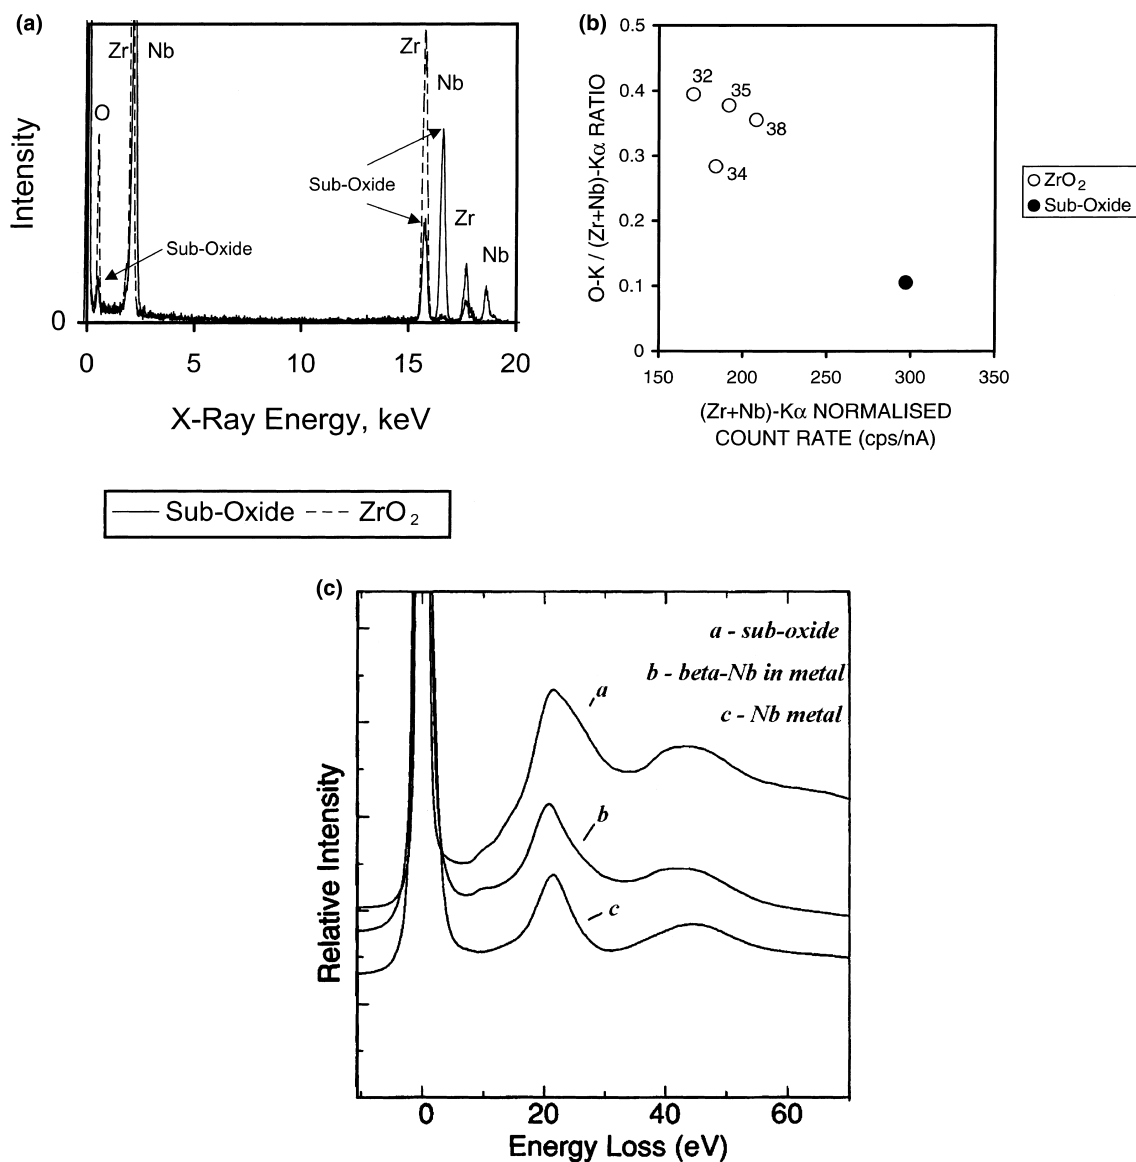 (a)
Zr Nb
Zr
Nb
O
Intensity
Sub-Oxide
Sub-Oxide
Zr
Nb
0
0 5 10 15 20
X-Ray Energy, keV
Sub-Oxide ZrO2
(b)
0.5
0.4
0.3
0.2
0.1
0
O-K / (Zr+Nb)-Kα RATIO
32
35
38
34
150 200 250 300 350
(Zr+Nb)-Kα NORMALISED
COUNT RATE (cps/nA)
ZrO2
Sub-Oxide
(c)
a - sub-oxide
b - beta-Nb in metal
c - Nb metal
a
b
c
Relative Intensity
0 20 40 60
Energy Loss (eV)